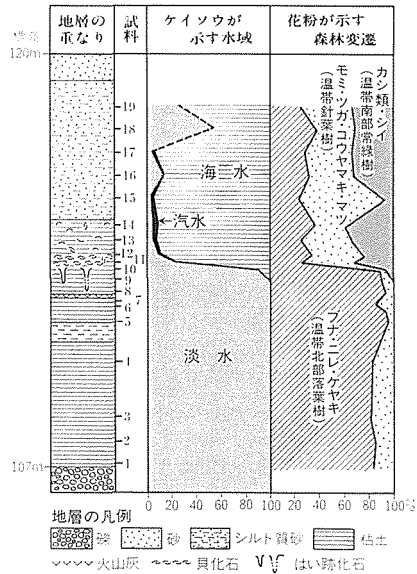 標高
120m
地層の
重なり
試料
ケイソウが
示す水域
花粉が示す
森林変遷
19
18
17
16
15
14
13
12
11
10
9
8
7
6
5
4
3
2
1
107m
海水
汽水
淡水
カシ類・シイ
(温帯南部常緑樹)
モミ・ツガ・コウヤマキ・マツ
(温帯針葉樹)
ブナ・ニレ・ケヤキ
(温帯北部落葉樹)
0 20 40 60 80 100 20 40 60 80 100%
地層の凡例
礫 砂 シルト質砂 粘土
火山灰 貝化石 はい跡化石